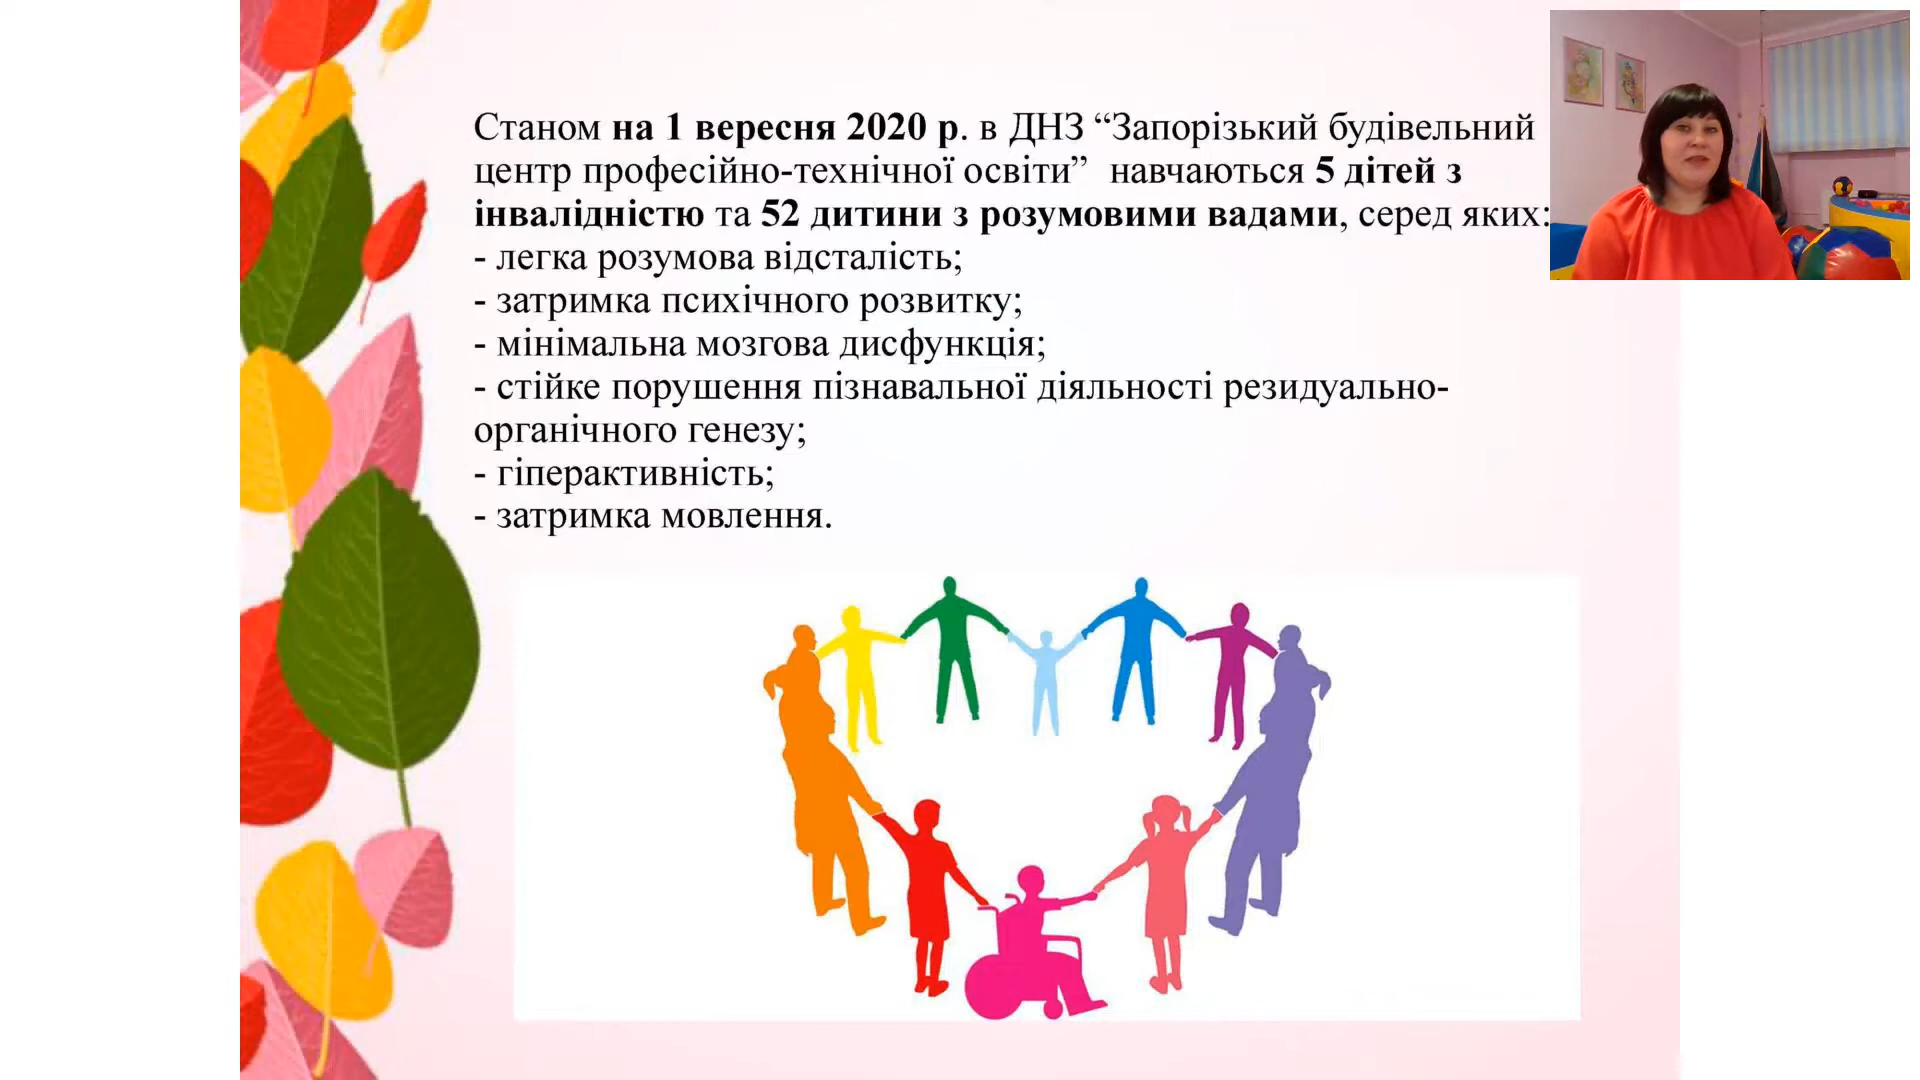 Станом на 1 вересня 2020 р. в ДНЗ “Запорізький будівельний
центр професійно-технічної освіти”  навчаються 5 дітей з
інвалідністю та 52 дитини з розумовими вадами, серед яких:
- легка розумова відсталість;
- затримка психічного розвитку;
- мінімальна мозгова дисфункція;
- стійке порушення пізнавальної діяльності резидуально-
органічного генезу;
- гіперактивність;
- затримка мовлення.